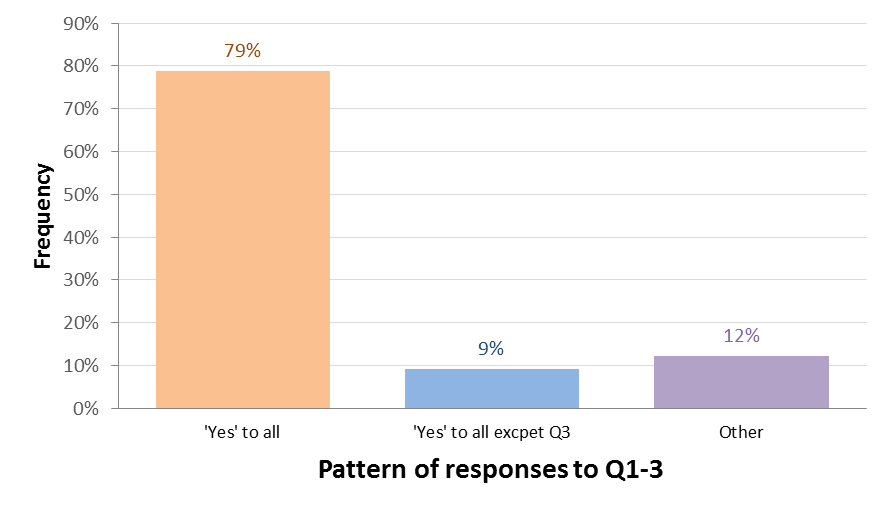 90%
79%
80%
70%
60%
50%
40%
30%
20%
12%
9%
10%
0%
Frequency
'Yes' to all
'Yes' to all excpet Q3
Other
Pattern of responses to Q1-3